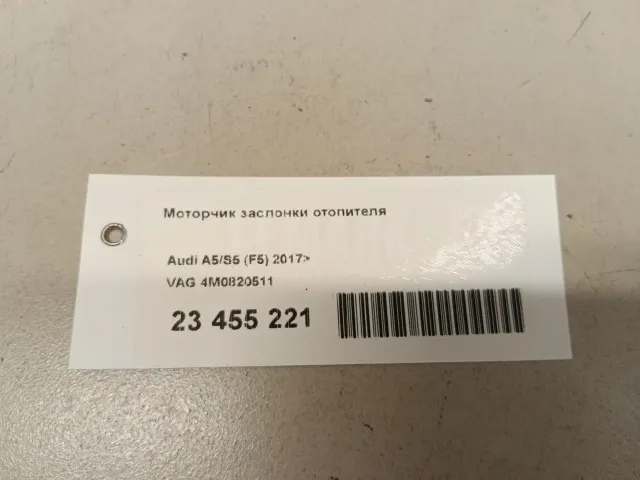 Моторчик заслонки отопителя
Audi A5/S5 (F5) 2017>
VAG 4M0820511
23 455 221